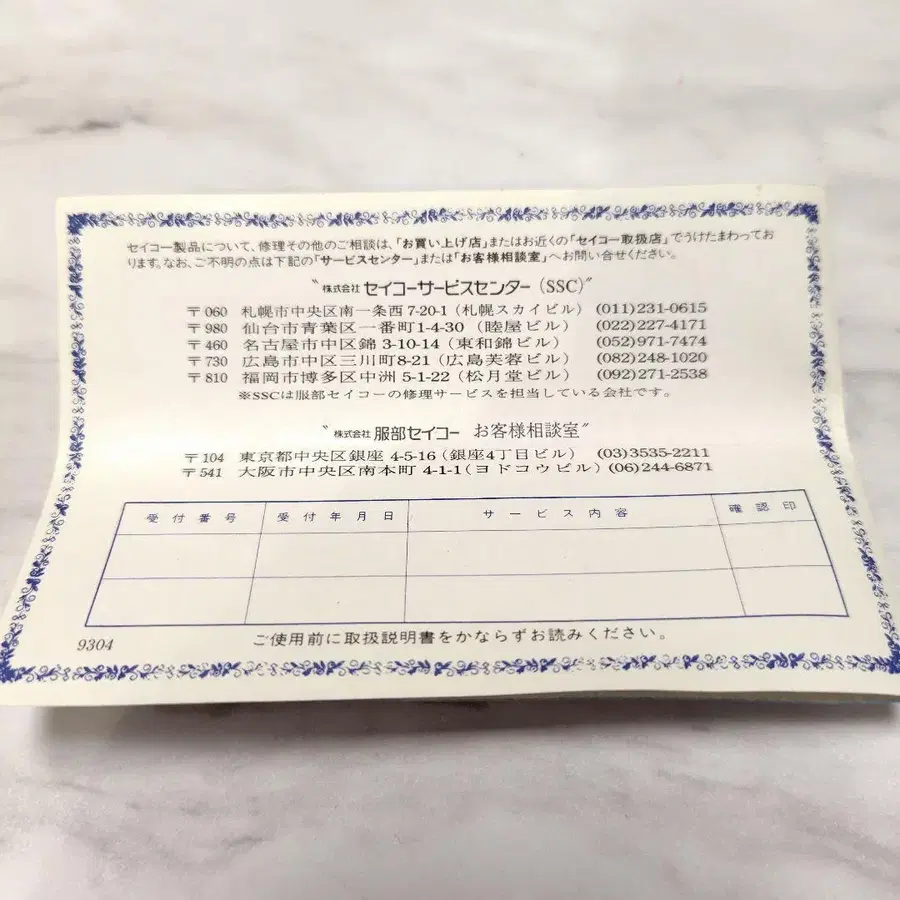 セイコー製品について、修理その他のご相談は、「お買い上げ店」またはお近くの「セイコー取扱店」でうけたまわってお
ります。なお、ご不明の点は下記の「サービスセンター」または「お客様相談室」へお問い合せください。
〝株式会社 セイコーサービスセンター (SSC)〟
〒060 札幌市中央区南一条西 7-20-1 (札幌スカイビル) (011)231-0615
〒980 仙台市青葉区一番町1-4-30 (睦屋ビル) (022)227-4171
〒460 名古屋市中区錦 3-10-14 (東和錦ビル) (052)971-7474
〒730 広島市中区三川町8-21 (広島芙蓉ビル) (082)248-1020
〒810 福岡市博多区中洲 5-1-22 (松月堂ビル) (092)271-2538
※SSCは服部セイコーの修理サービスを担当している会社です。
〝株式会社 服部セイコー お客様相談室〟
〒104 東京都中央区銀座 4-5-16 (銀座4丁目ビル) (03)3535-2211
〒541 大阪市中央区南本町 4-1-1 (ヨドコウビル) (06)244-6871
受付番号 受付年月日 サービス内容 確認印
9304 ご使用前に取扱説明書をかならずお読みください。